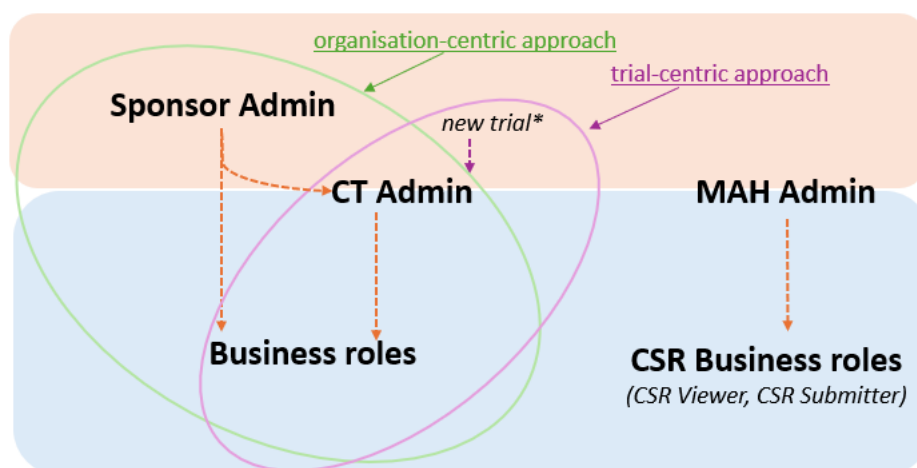 organisation-centric approach
trial-centric approach
Sponsor Admin
new trial*
CT Admin
MAH Admin
Business roles
CSR Business roles
(CSR Viewer, CSR Submitter)